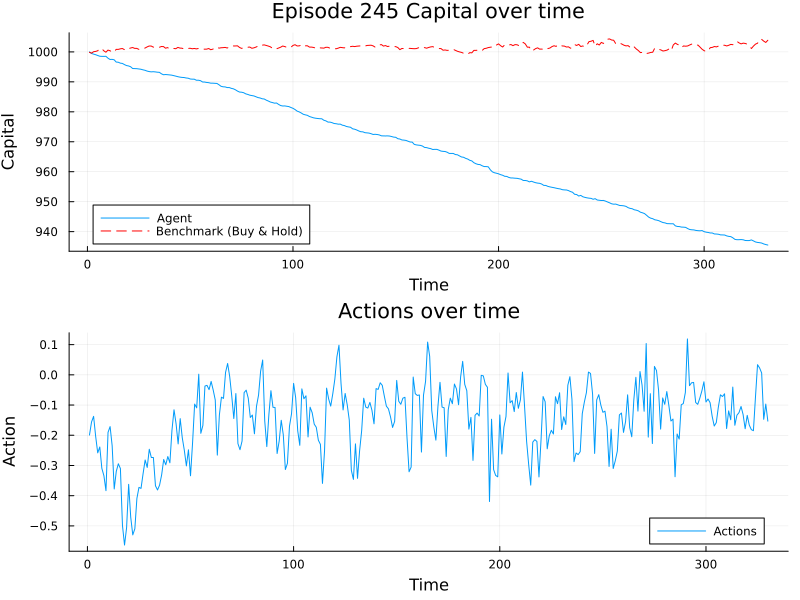 Episode 245 Capital over time
Capital
1000
990
980
970
960
950
940
Agent
Benchmark (Buy & Hold)
0
100
200
300
Time
Actions over time
Action
0.1
0.0
−0.1
−0.2
−0.3
−0.4
−0.5
Actions
0
100
200
300
Time